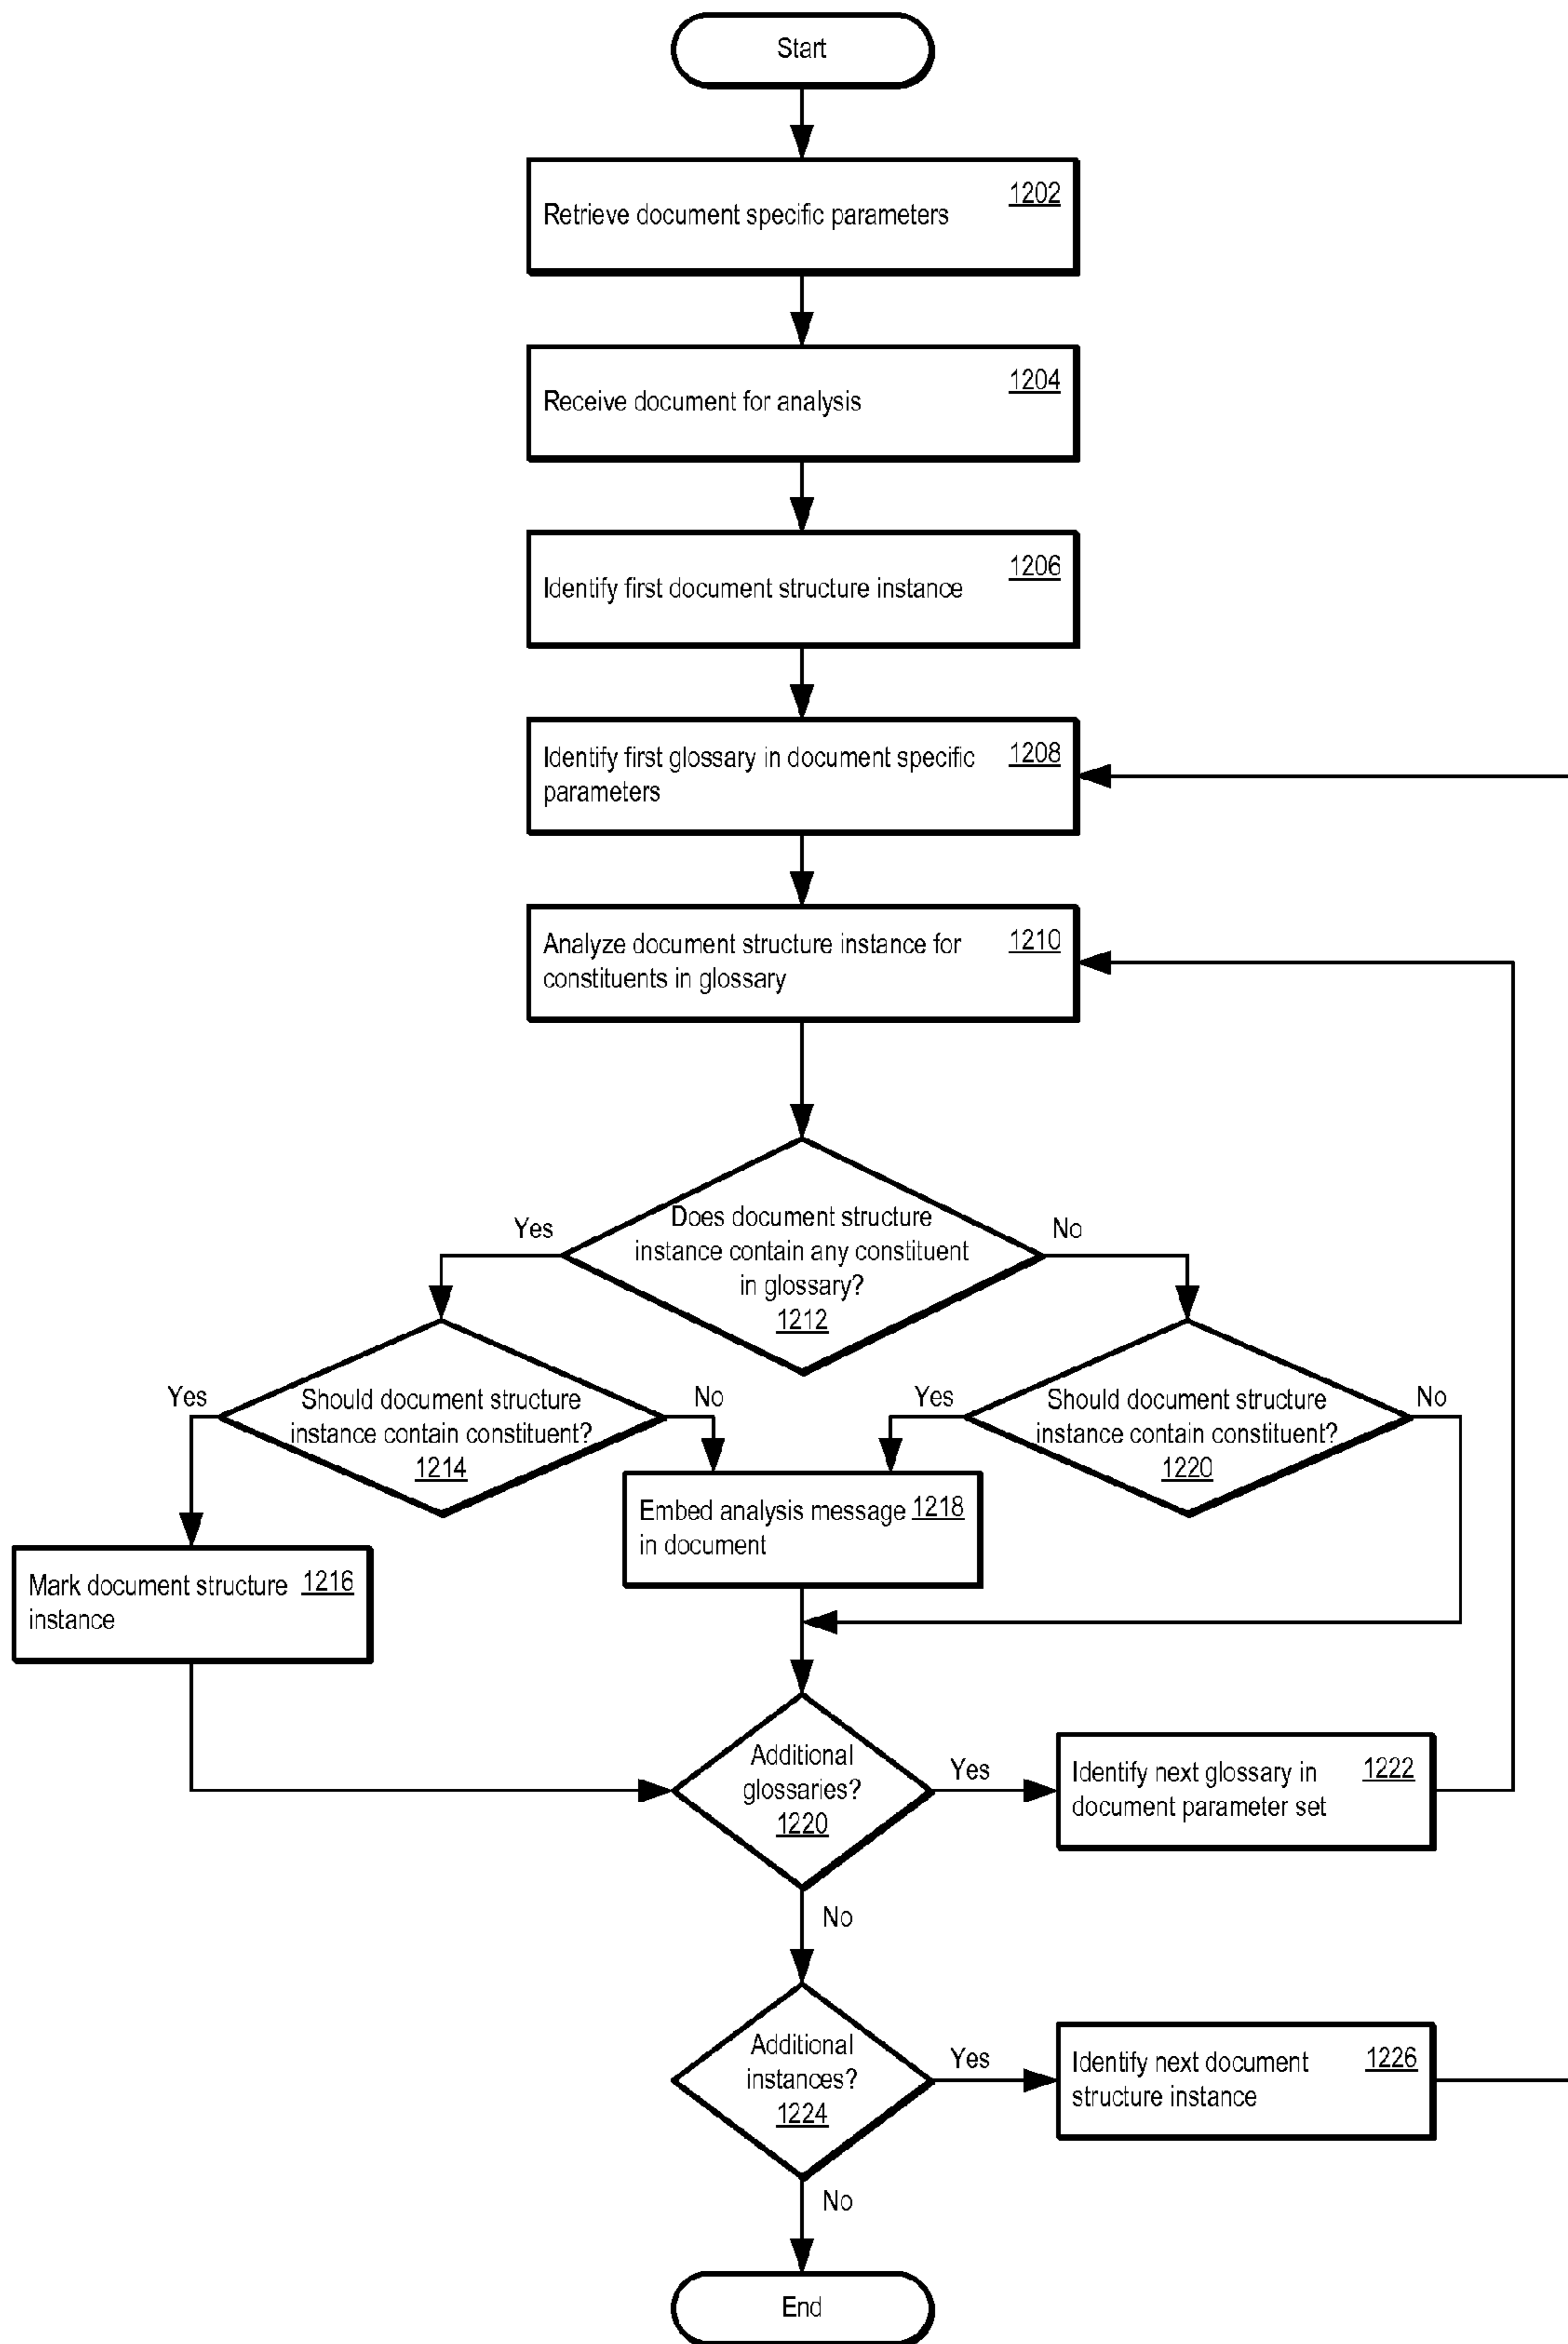 Start
1202
Retrieve document specific parameters
1204
Receive document for analysis
1206
Identify first document structure instance
Identify first glossary in document specific 1208
parameters
Analyze document structure instance for 1210
constituents in glossary
Does document structure
instance contain any constituent
in glossary?
1212
Yes
No
Should document structure
instance contain constituent?
1214
Yes
No
Should document structure
instance contain constituent?
1220
Yes
No
Embed analysis message 1218
in document
Mark document structure 1216
instance
Additional
glossaries?
1220
Yes
Identify next glossary in 1222
document parameter set
No
Additional
instances?
1224
Yes
Identify next document 1226
structure instance
No
End